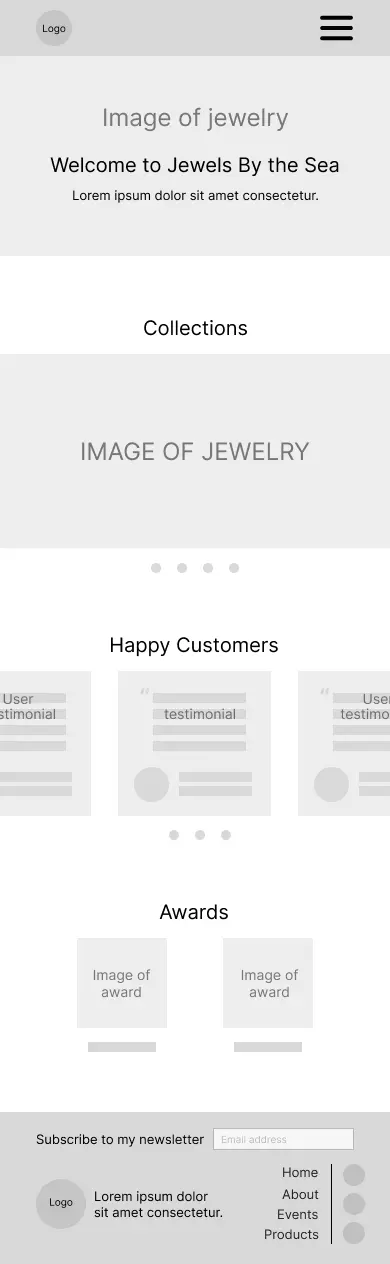 Logo
Image of jewelry
Welcome to Jewels By the Sea
Lorem ipsum dolor sit amet consectetur.
Collections
IMAGE OF JEWELRY
Happy Customers
User
stimonial
“
testimonial
“
User
testimo
Awards
Image of
award
Image of
award
Subscribe to my newsletter
Email address
Logo
Lorem ipsum dolor
sit amet consectetur.
Home
About
Events
Products